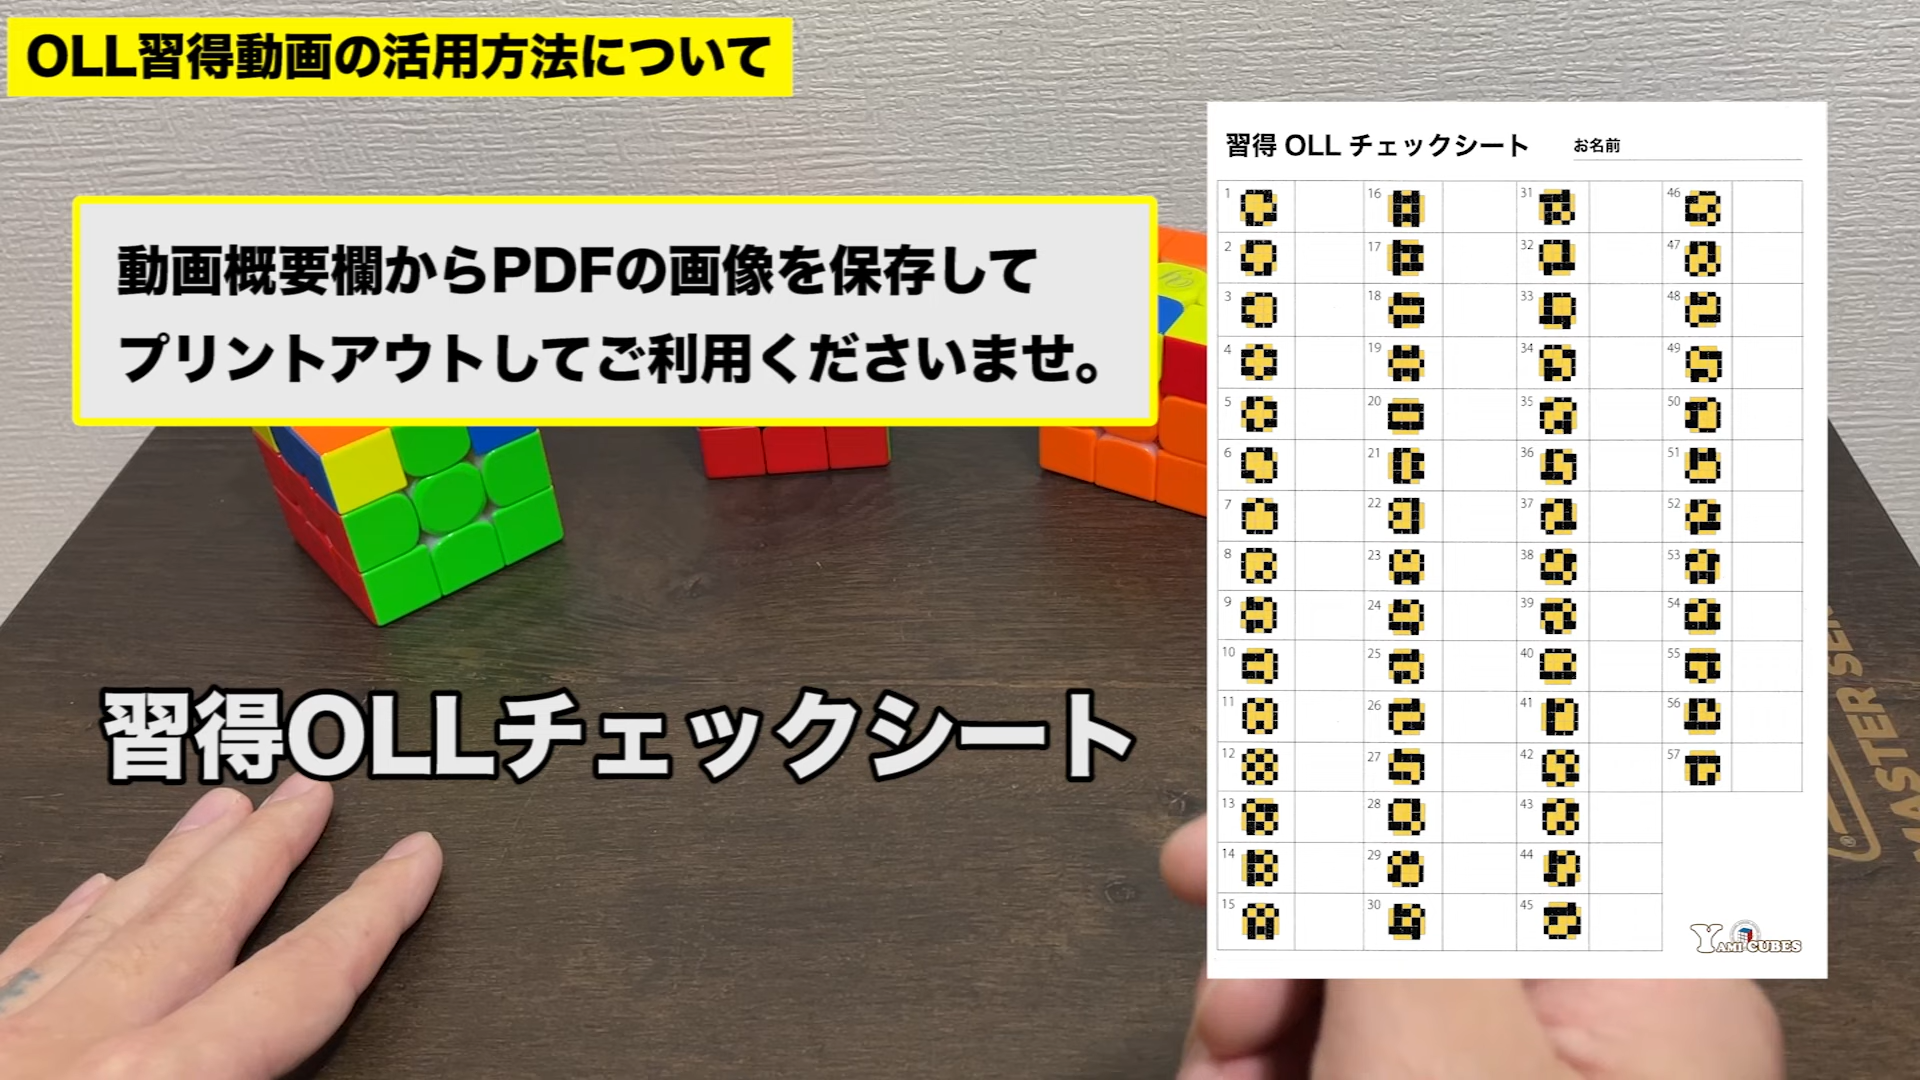 OLL習得動画の活用方法について
動画概要欄からPDFの画像を保存して
プリントアウトしてご利用くださいませ。
習得OLLチェックシート
習得 OLL チェックシート
お名前
1 16 31 46
2 17 32 47
3 18 33 48
4 19 34 49
5 20 35 50
6 21 36 51
7 22 37 52
8 23 38 53
9 24 39 54
10 25 40 55
11 26 41 56
12 27 42 57
13 28 43
14 29 44
15 30 45
YAMI CUBES